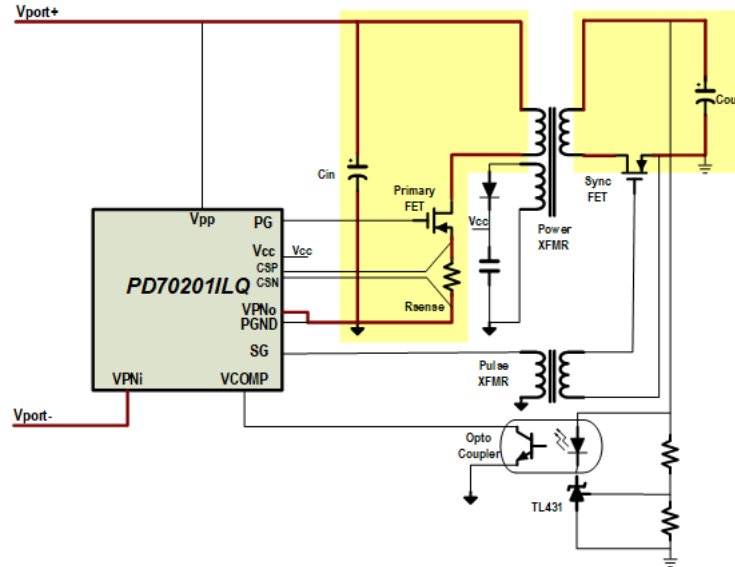 Vport+
Cou
Cin
Primary
FET
Sync
FET
Vpp
PG
Vcc
Power
XFMR
Vcc
Vcc
CSP
CSN
PD70201ILQ
Rsense
VPNo
PGND
SG
Pulse
XFMR
VPNi
VCOMP
Vport-
Opto
Coupler
TL431